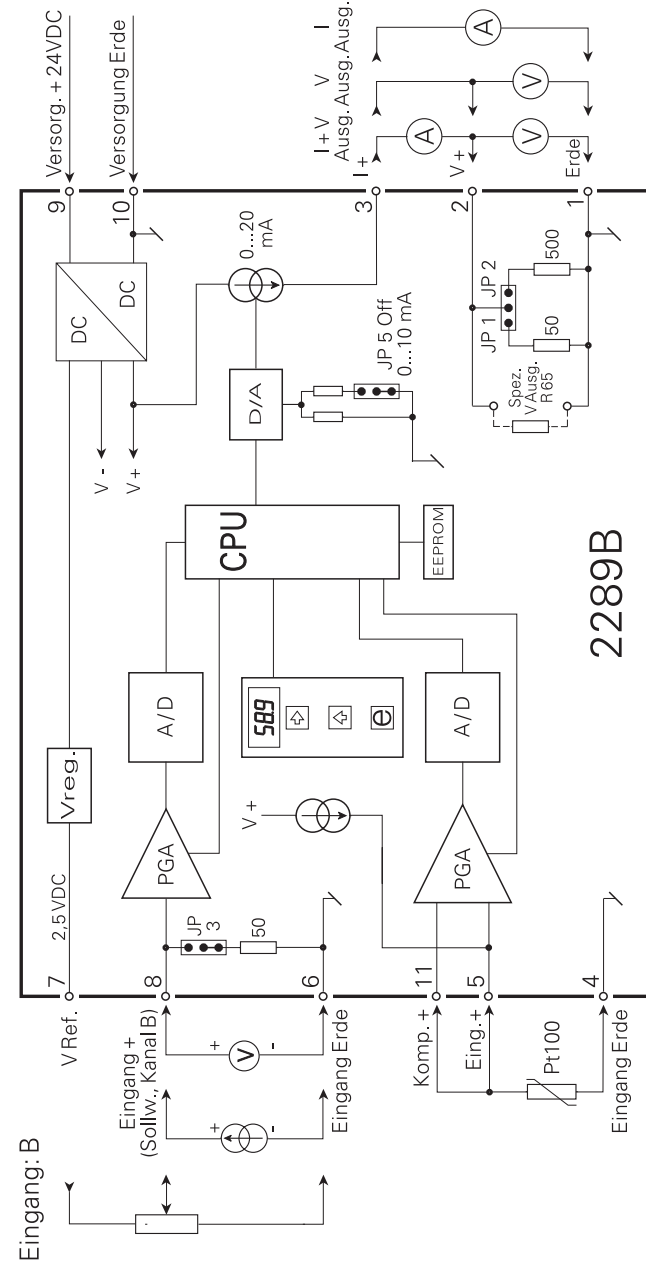 Eingang: B
V Ref.
Eingang +
(Sollw., Kanal B)
+
-
+
V
-
Eingang Erde
Komp. +
Eing. +
Pt100
Eingang Erde
7
8
6
11
5
4
2,5VDC
Vreg.
JP
3
50
PGA
A/D
V +
58.9
e
PGA
A/D
CPU
EEPROM
D/A
JP 5 Off
0...10 mA
V -
V +
DC
DC
0...20
mA
Spez.
V Ausg.
R 65
JP 1
JP 2
50
500
2289B
9
10
3
2
1
Versorg. + 24VDC
Versorgung Erde
I+V
Ausg.
V
Ausg.
I
Ausg.
I +
V +
Erde
A
V
V
A